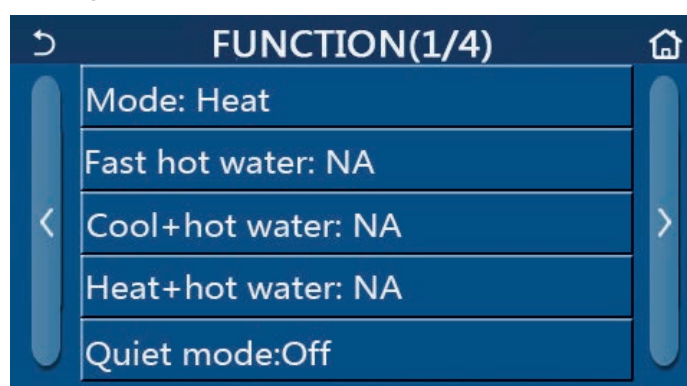 FUNCTION(1/4)
Mode: Heat
Fast hot water: NA
Cool+hot water: NA
Heat+hot water: NA
Quiet mode:Off